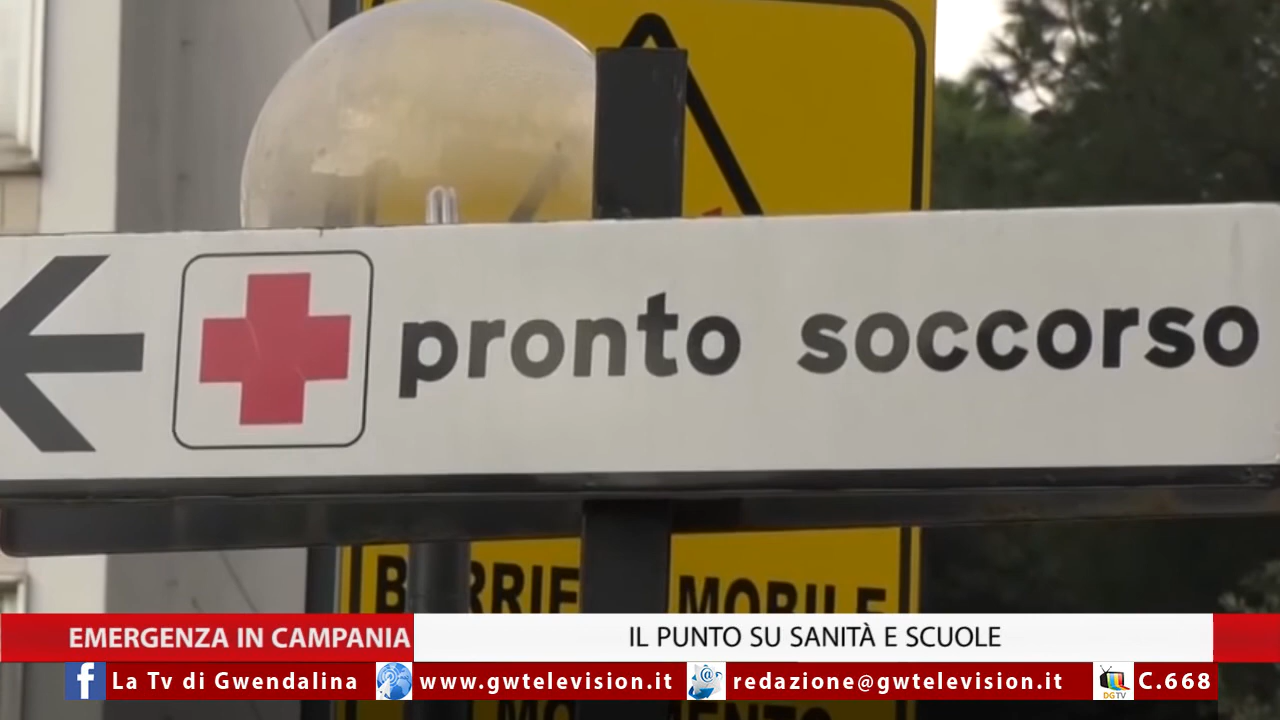 pronto soccorso
MOBILE
EMERGENZA IN CAMPANIA
IL PUNTO SU SANITÀ E SCUOLE
La Tv di Gwendalina
www.gwtelevision.it
redazione@gwtelevision.it
DGTV
C.668